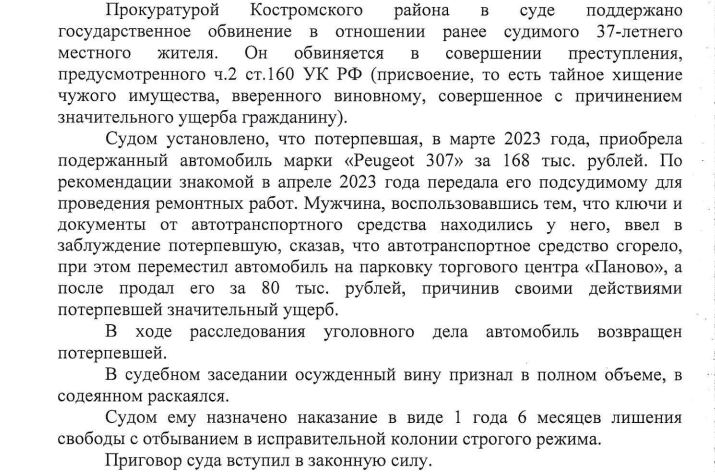 Прокуратурой Костромского района в суде поддержано
государственное обвинение в отношении ранее судимого 37-летнего
местного жителя. Он обвиняется в совершении преступления,
предусмотренного ч.2 ст.160 УК РФ (присвоение, то есть тайное хищение
чужого имущества, вверенного виновному, совершенное с причинением
значительного ущерба гражданину).
Судом установлено, что потерпевшая, в марте 2023 года, приобрела
подержанный автомобиль марки «Peugeot 307» за 168 тыс. рублей. По
рекомендации знакомой в апреле 2023 года передала его подсудимому для
проведения ремонтных работ. Мужчина, воспользовавшись тем, что ключи и
документы от автотранспортного средства находились у него, ввел в
заблуждение потерпевшую, сказав, что автотранспортное средство сгорело,
при этом переместил автомобиль на парковку торгового центра «Паново», а
после продал его за 80 тыс. рублей, причинив своими действиями
потерпевшей значительный ущерб.
В ходе расследования уголовного дела автомобиль возвращен
потерпевшей.
В судебном заседании осужденный вину признал в полном объеме, в
содеянном раскаялся.
Судом ему назначено наказание в виде 1 года 6 месяцев лишения
свободы с отбыванием в исправительной колонии строгого режима.
Приговор суда вступил в законную силу.